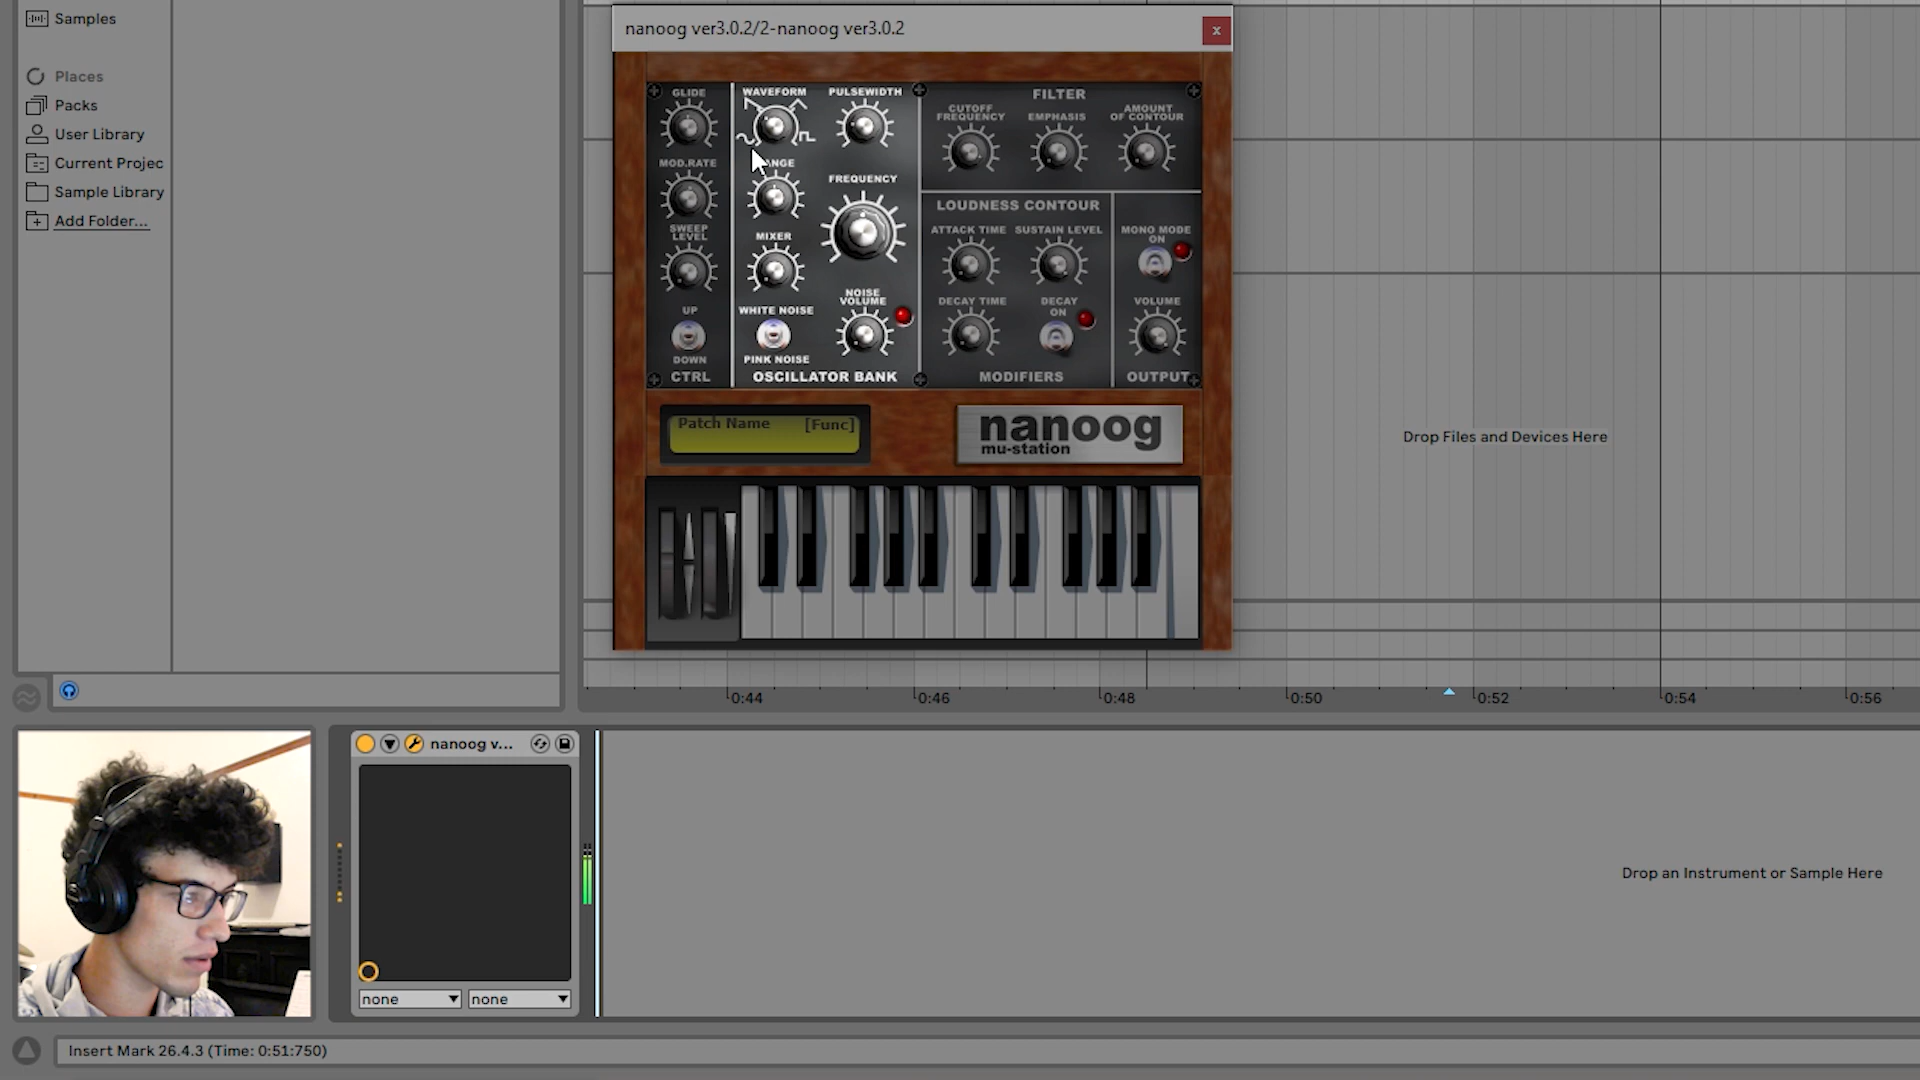 Samples
Places
Packs
User Library
Current Projec
Sample Library
Add Folder...
nanoog ver3.0.2/2-nanoog ver3.0.2
x
GLIDE
MOD.RATE
SWEEP
LEVEL
UP
DOWN
CTRL
WAVEFORM
PULSEWIDTH
FREQUENCY
MIXER
NOISE
VOLUME
WHITE NOISE
PINK NOISE
OSCILLATOR BANK
FILTER
CUTOFF
FREQUENCY
EMPHASIS
AMOUNT
OF CONTOUR
LOUDNESS CONTOUR
ATTACK TIME
SUSTAIN LEVEL
DECAY TIME
DECAY
ON
MODIFIERS
MONO MODE
ON
VOLUME
OUTPUT
Patch Name [Func]
nanoog
mu-station
Drop Files and Devices Here
0:44
0:46
0:48
0:50
0:52
0:54
0:56
nanoog v...
none
none
Drop an Instrument or Sample Here
Insert Mark 26.4.3 (Time: 0:51:750)